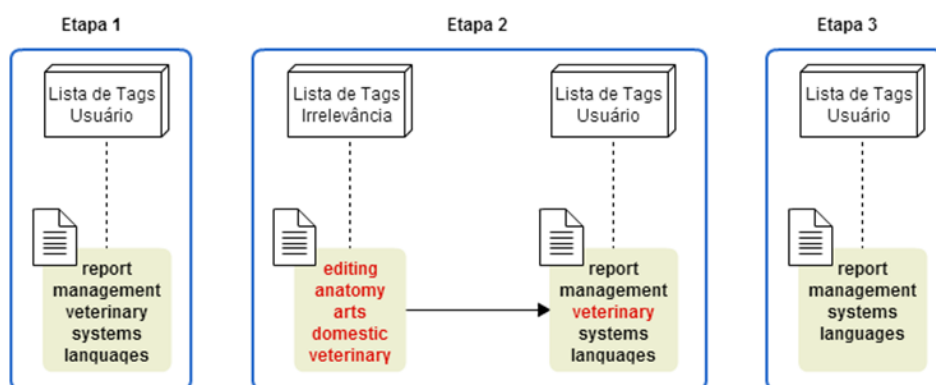 Etapa 1
Lista de Tags
Usuário
report
management
veterinary
systems
languages
Etapa 2
Lista de Tags
Irrelevância
editing
anatomy
arts
domestic
veterinary
Lista de Tags
Usuário
report
management
veterinary
systems
languages
Etapa 3
Lista de Tags
Usuário
report
management
systems
languages